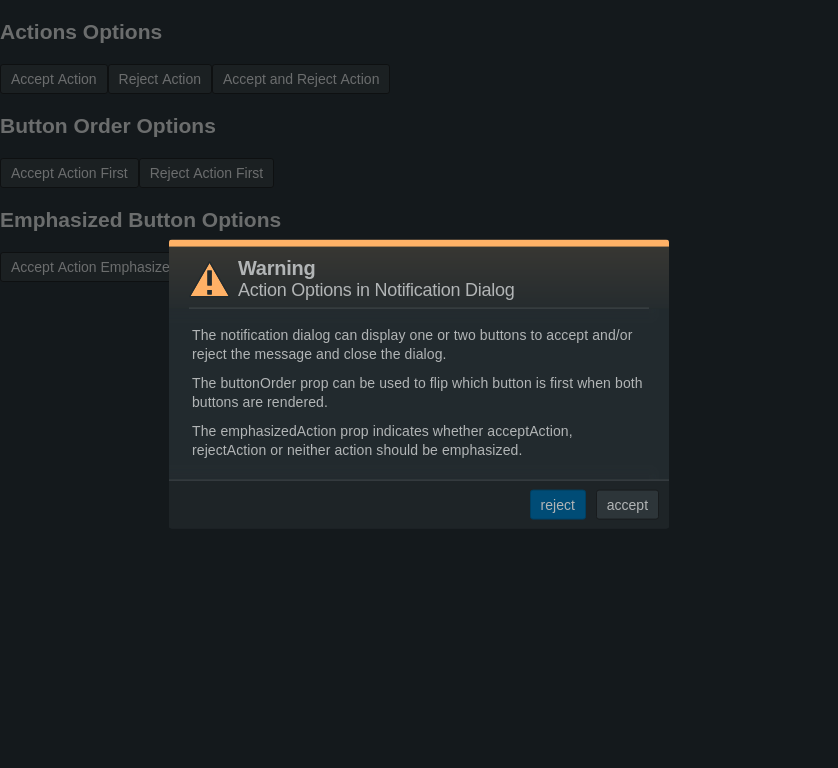 Actions Options
Accept Action Reject Action Accept and Reject Action
Button Order Options
Accept Action First Reject Action First
Emphasized Button Options
Accept Action Emphasize
Warning
Action Options in Notification Dialog
The notification dialog can display one or two buttons to accept and/or
reject the message and close the dialog.
The buttonOrder prop can be used to flip which button is first when both
buttons are rendered.
The emphasizedAction prop indicates whether acceptAction,
rejectAction or neither action should be emphasized.
reject accept